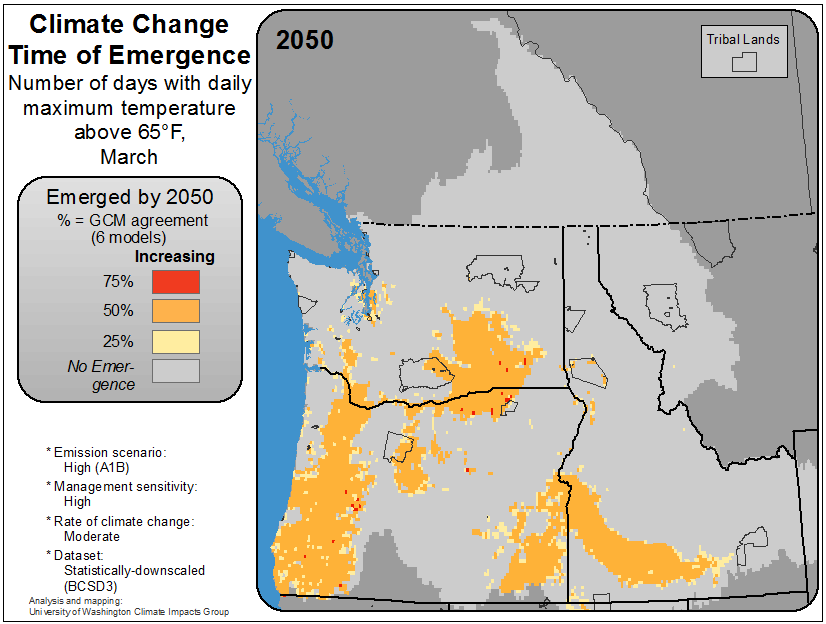 Climate Change
Time of Emergence
Number of days with daily
maximum temperature
above 65°F,
March
Emerged by 2050
% = GCM agreement
(6 models)
Increasing
75%
50%
25%
No Emer-
gence
* Emission scenario:
High (A1B)
* Management sensitivity:
High
* Rate of climate change:
Moderate
* Dataset:
Statistically-downscaled
(BCSD3)
Analysis and mapping:
University of Washington Climate Impacts Group
2050
Tribal Lands